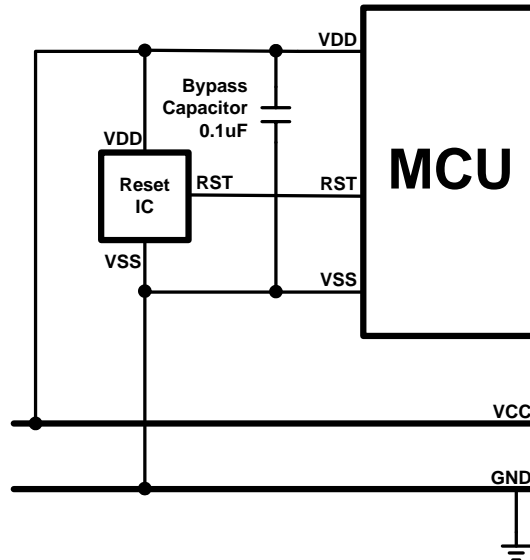 VDD
Bypass
Capacitor
0.1uF
VDD
Reset
IC
RST
RST
MCU
VSS
VSS
VCC
GND